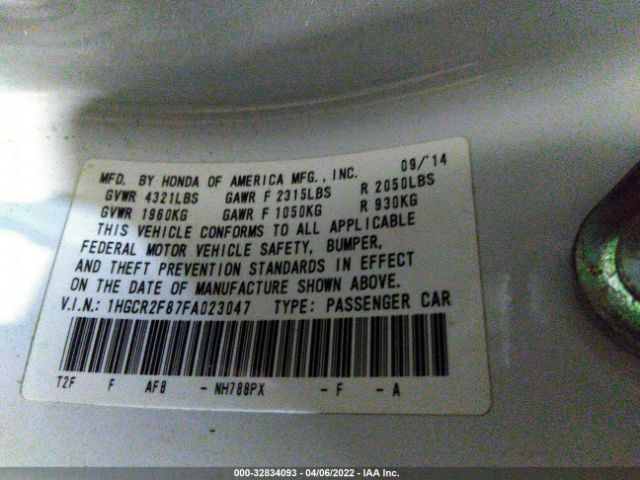 MFD. BY HONDA OF AMERICA MFG., INC. 09/'14
GVWR 4321LBS GAWR F 2315LBS R 2050LBS
GVWR 1960KG GAWR F 1050KG R 930KG
THIS VEHICLE CONFORMS TO ALL APPLICABLE
FEDERAL MOTOR VEHICLE SAFETY, BUMPER,
AND THEFT PREVENTION STANDARDS IN EFFECT
ON THE DATE OF MANUFACTURE SHOWN ABOVE.
V.I.N.: 1HGCR2F87FA023047 TYPE: PASSENGER CAR
T2F F AF8 - NH788PX - F - A
000-32834093 - 04/06/2022 - IAA Inc.